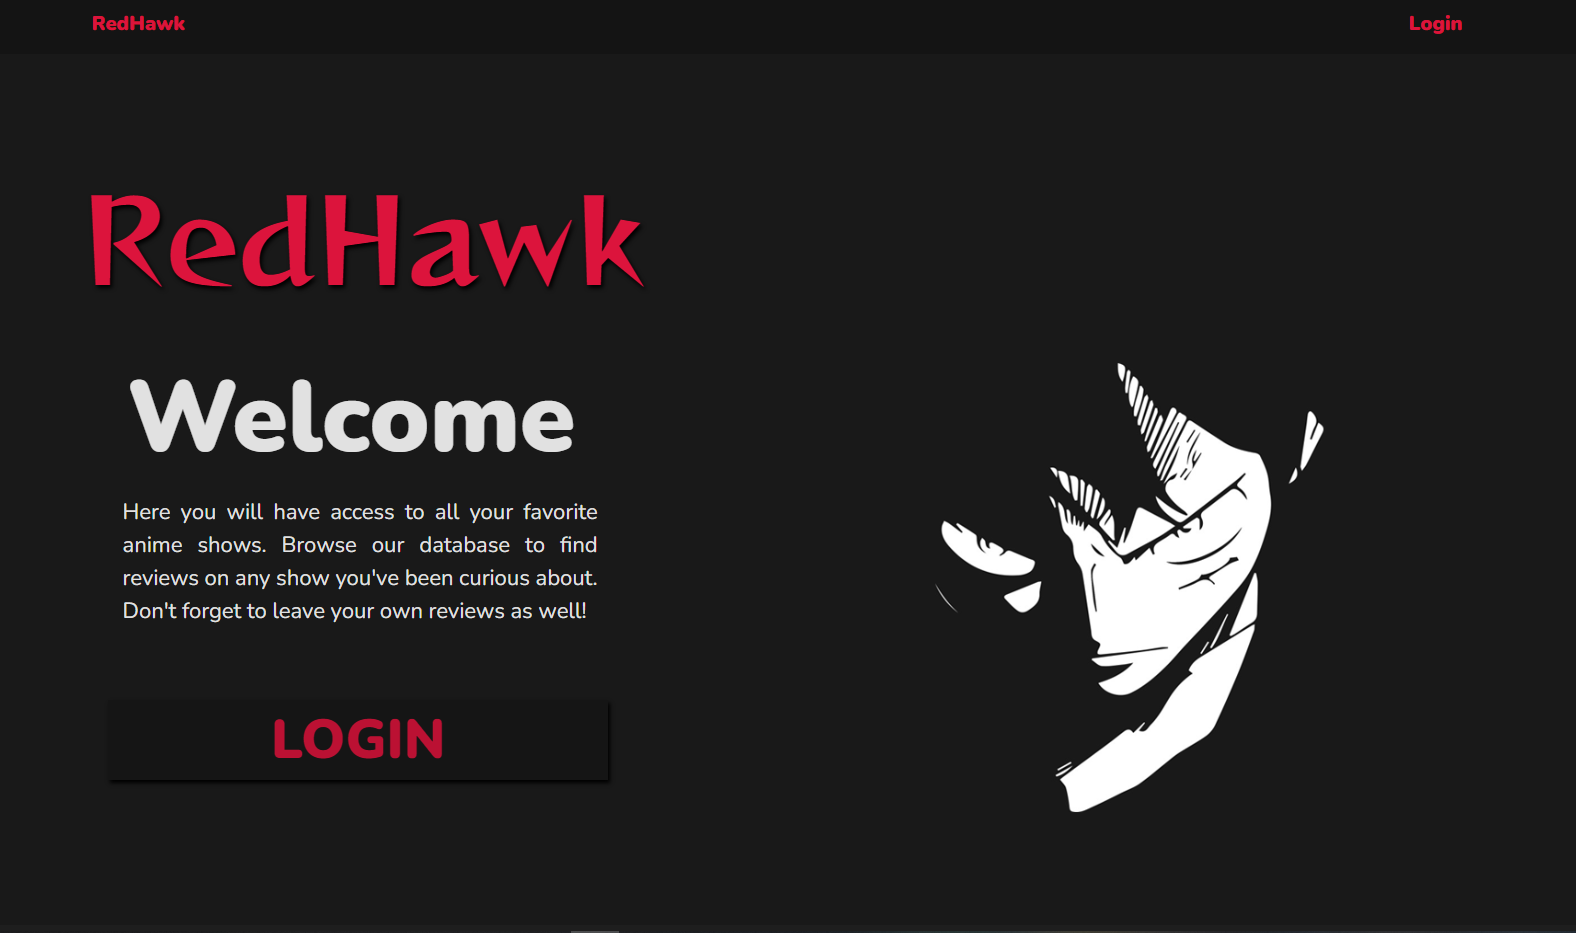 RedHawk
Login
RedHawk
Welcome
Here you will have access to all your favorite
anime shows. Browse our database to find
reviews on any show you've been curious about.
Don't forget to leave your own reviews as well!
LOGIN